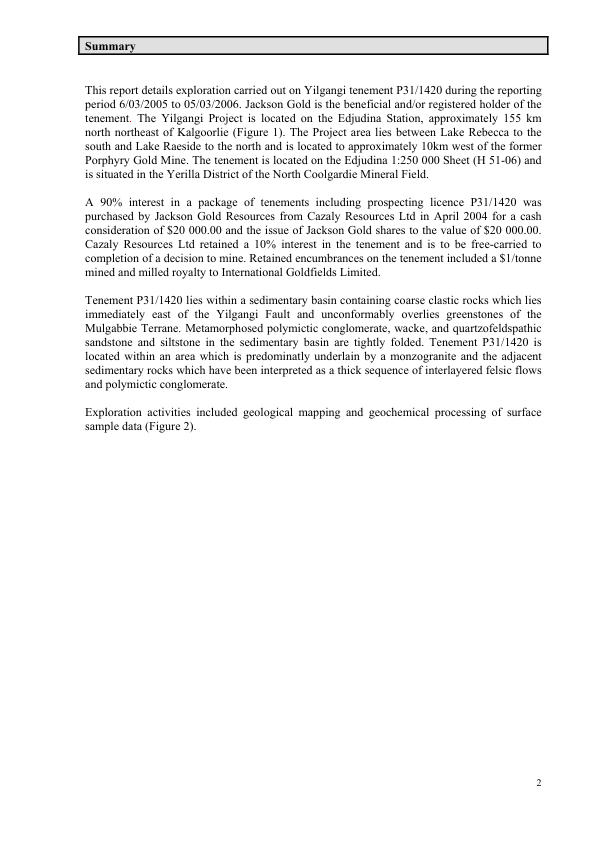 Summary
This report details exploration carried out on Yilgangi tenement P31/1420 during the reporting
period 6/03/2005 to 05/03/2006. Jackson Gold is the beneficial and/or registered holder of the
tenement. The Yilgangi Project is located on the Edjudina Station, approximately 155 km
north northeast of Kalgoorlie (Figure 1). The Project area lies between Lake Rebecca to the
south and Lake Raeside to the north and is located to approximately 10km west of the former
Porphyry Gold Mine. The tenement is located on the Edjudina 1:250 000 Sheet (H 51-06) and
is situated in the Yerilla District of the North Coolgardie Mineral Field.
A 90% interest in a package of tenements including prospecting licence P31/1420 was
purchased by Jackson Gold Resources from Cazaly Resources Ltd in April 2004 for a cash
consideration of $20 000.00 and the issue of Jackson Gold shares to the value of $20 000.00.
Cazaly Resources Ltd retained a 10% interest in the tenement and is to be free-carried to
completion of a decision to mine. Retained encumbrances on the tenement included a $1/tonne
mined and milled royalty to International Goldfields Limited.
Tenement P31/1420 lies within a sedimentary basin containing coarse clastic rocks which lies
immediately east of the Yilgangi Fault and unconformably overlies greenstones of the
Mulgabbie Terrane. Metamorphosed polymictic conglomerate, wacke, and quartzofeldspathic
sandstone and siltstone in the sedimentary basin are tightly folded. Tenement P31/1420 is
located within an area which is predominatly underlain by a monzogranite and the adjacent
sedimentary rocks which have been interpreted as a thick sequence of interlayered felsic flows
and polymictic conglomerate.
Exploration activities included geological mapping and geochemical processing of surface
sample data (Figure 2).
2